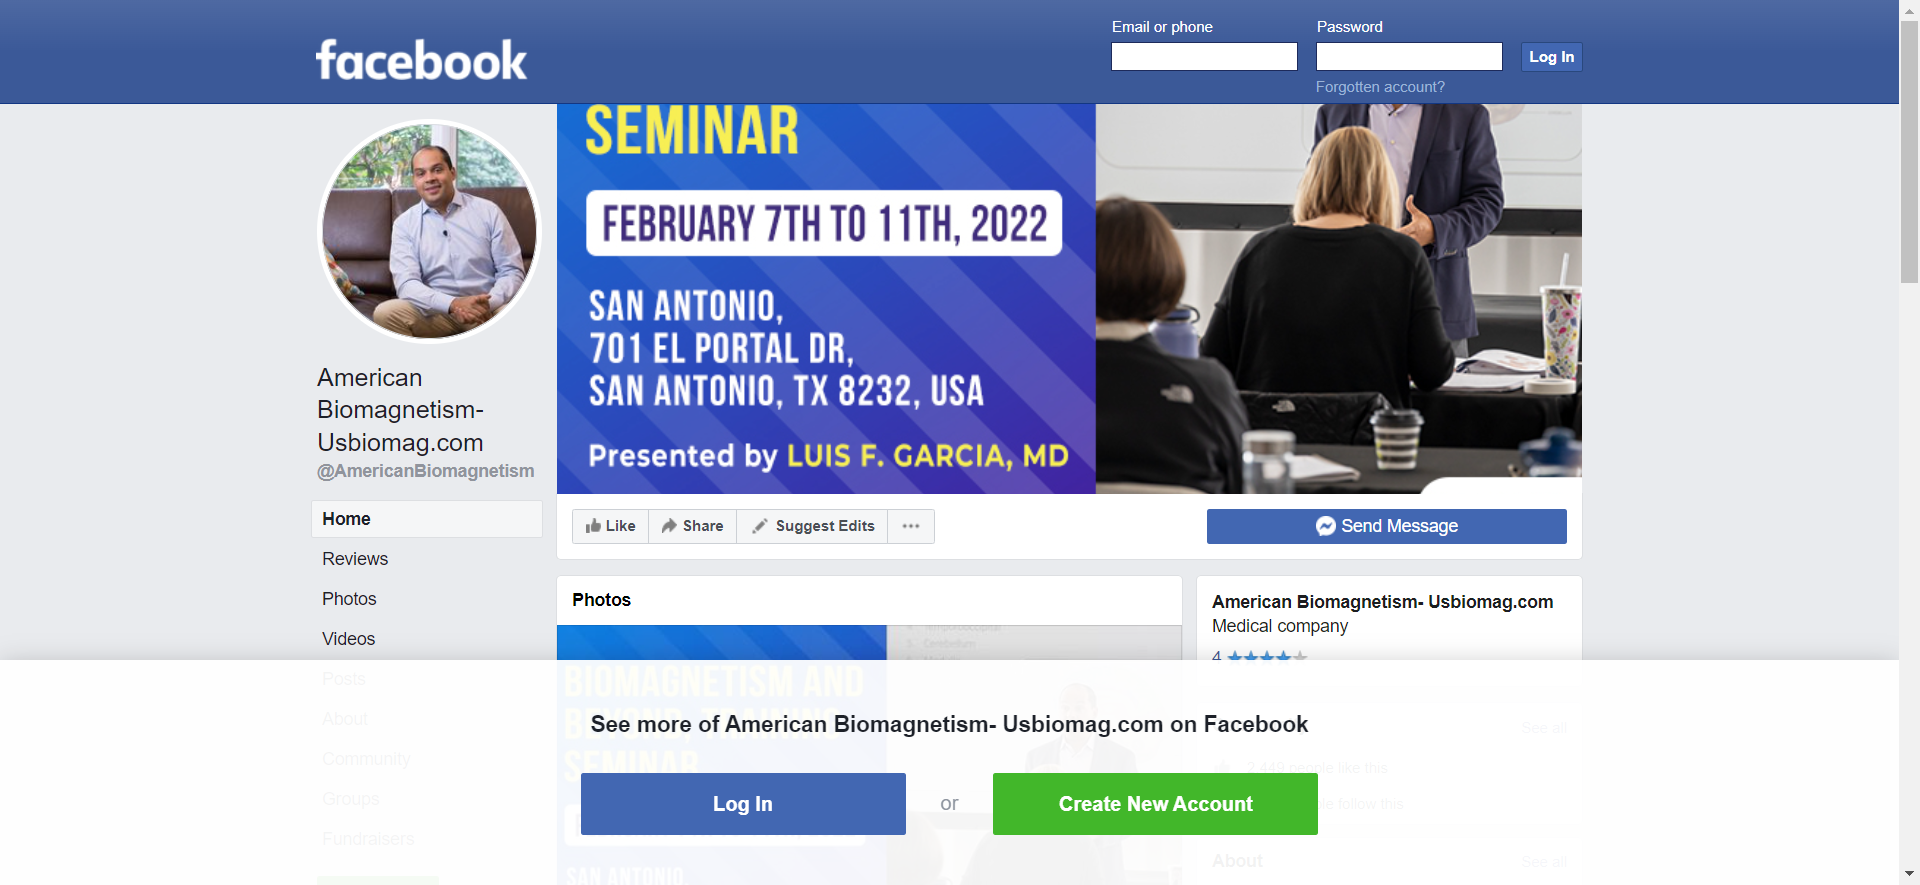 facebook
Email or phone
Password
Log In
Forgotten account?
American
Biomagnetism-
Usbiomag.com
@AmericanBiomagnetism
Home
Reviews
Photos
Videos
Posts
About
Community
Groups
Fundraisers
SEMINAR
FEBRUARY 7TH TO 11TH, 2022
SAN ANTONIO,
701 EL PORTAL DR,
SAN ANTONIO, TX 8232, USA
Presented by LUIS F. GARCIA, MD
Like
Share
Suggest Edits
Send Message
Photos
Cerebellum
BIOMAGNETISM AND
BEYOND, TRAINING
SEMINAR
SAN ANTONIO,
American Biomagnetism- Usbiomag.com
Medical company
4
See all
2,449 people like this
follow this
About
See all
See more of American Biomagnetism- Usbiomag.com on Facebook
Log In
or
Create New Account